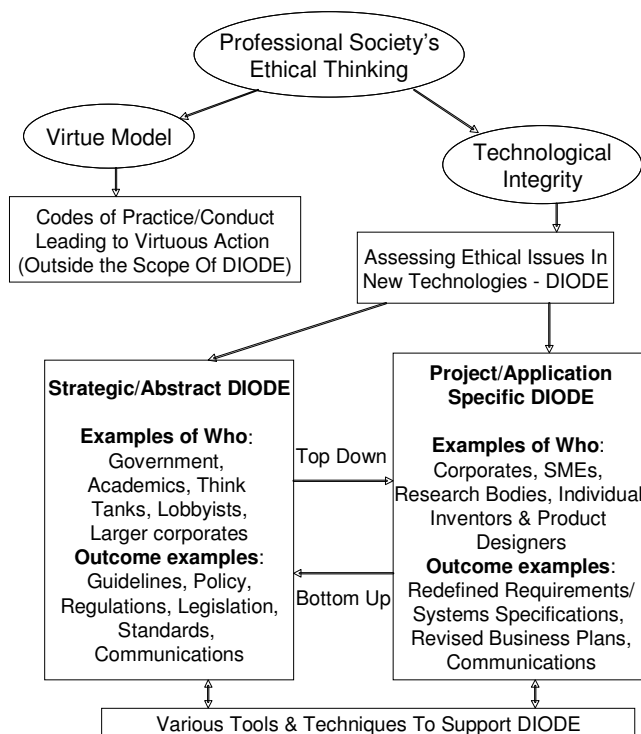 Professional Society's
Ethical Thinking
Virtue Model
Technological
Integrity
Codes of Practice/Conduct
Leading to Virtuous Action
(Outside the Scope Of DIODE)
Assessing Ethical Issues In
New Technologies - DIODE
Strategic/Abstract DIODE
Examples of Who:
Government,
Academics, Think
Tanks, Lobbyists,
Larger corporates
Outcome examples:
Guidelines, Policy,
Regulations, Legislation,
Standards,
Communications
Top Down
Bottom Up
Project/Application
Specific DIODE
Examples of Who:
Corporates, SMEs,
Research Bodies, Individual
Inventors & Product
Designers
Outcome examples:
Redefined Requirements/
Systems Specifications,
Revised Business Plans,
Communications
Various Tools & Techniques To Support DIODE